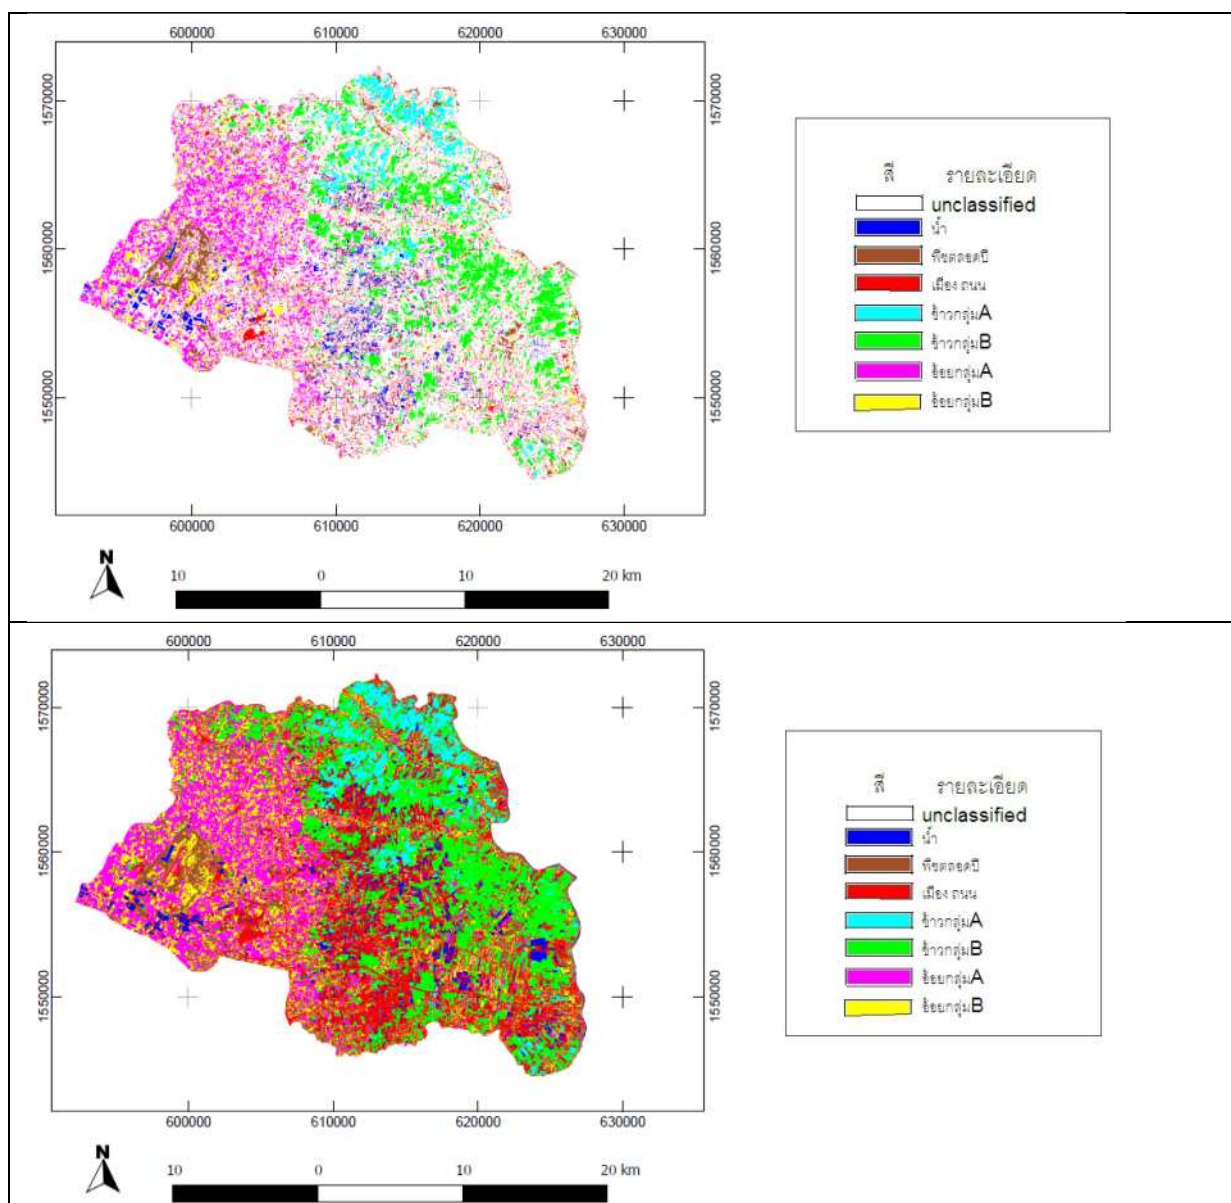 600000 610000 620000 630000
1570000
1560000
1550000
600000 610000 620000 630000
N
10 0 10 20 km
สี รายละเอียด
unclassified
น้ำ
พืชตลอดปี
เมือง ถนน
ข้าวกลุ่มA
ข้าวกลุ่มB
อ้อยกลุ่มA
อ้อยกลุ่มB
600000 610000 620000 630000
1570000
1560000
1550000
600000 610000 620000 630000
N
10 0 10 20 km
สี รายละเอียด
unclassified
น้ำ
พืชตลอดปี
เมือง ถนน
ข้าวกลุ่มA
ข้าวกลุ่มB
อ้อยกลุ่มA
อ้อยกลุ่มB